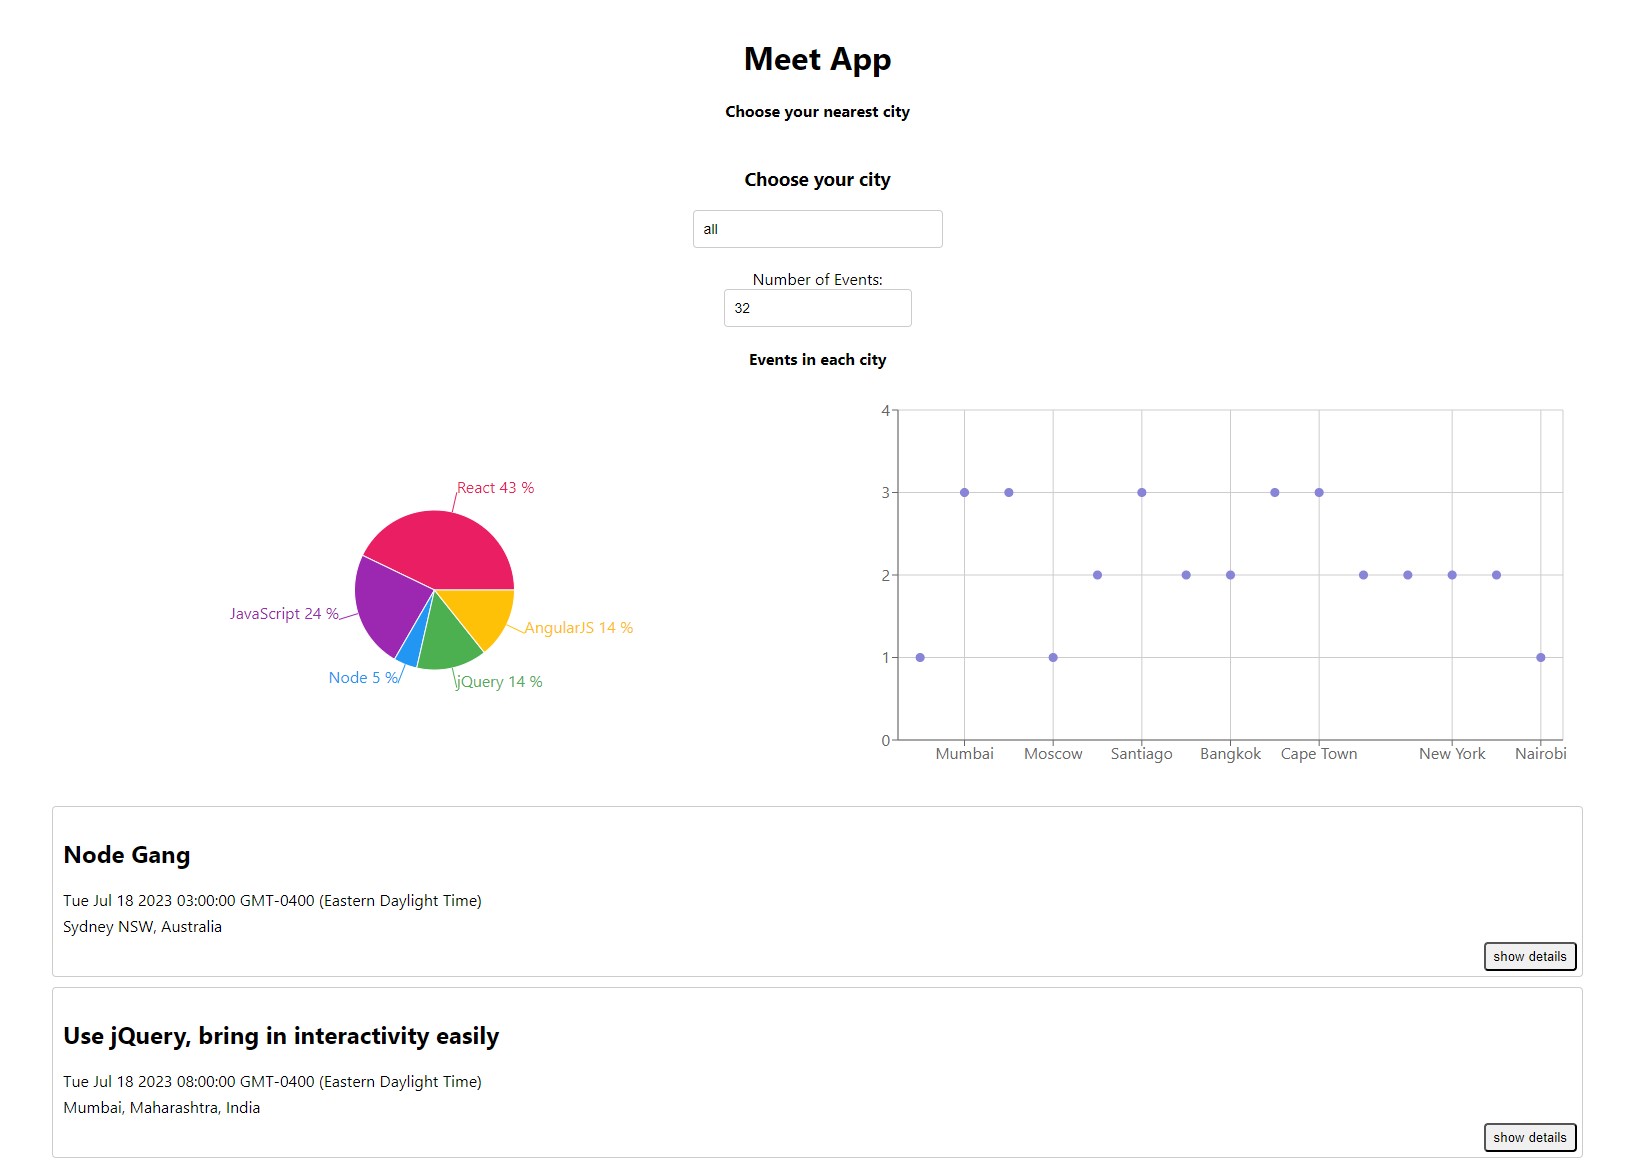 Meet App
Choose your nearest city
Choose your city
all
Number of Events:
32
Events in each city
React 43 %
JavaScript 24 %
AngularJS 14 %
Node 5 %
jQuery 14 %
4
3
2
1
0
Mumbai Moscow Santiago Bangkok Cape Town New York Nairobi
Node Gang
Tue Jul 18 2023 03:00:00 GMT-0400 (Eastern Daylight Time)
Sydney NSW, Australia
show details
Use jQuery, bring in interactivity easily
Tue Jul 18 2023 08:00:00 GMT-0400 (Eastern Daylight Time)
Mumbai, Maharashtra, India
show details